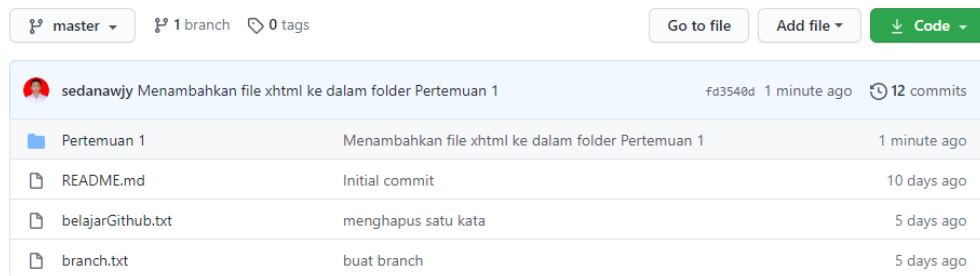 master 1 branch 0 tags Go to file Add file Code
sedanawjy Menambahkan file xhtml ke dalam folder Pertemuan 1 fd3540d 1 minute ago 12 commits
Pertemuan 1 Menambahkan file xhtml ke dalam folder Pertemuan 1 1 minute ago
README.md Initial commit 10 days ago
belajarGithub.txt menghapus satu kata 5 days ago
branch.txt buat branch 5 days ago